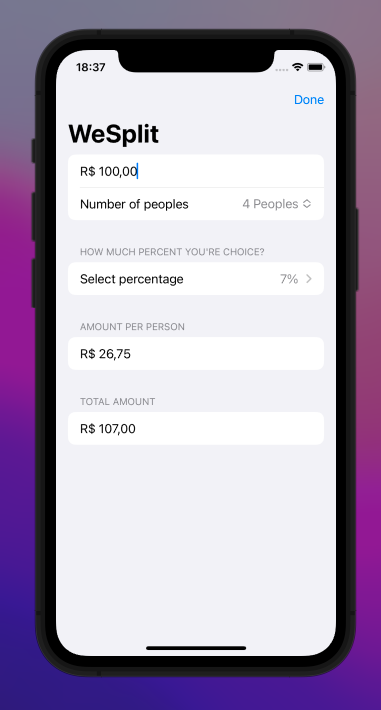 18:37
Done
WeSplit
R$ 100,00
Number of peoples 4 Peoples
HOW MUCH PERCENT YOU'RE CHOICE?
Select percentage 7%
AMOUNT PER PERSON
R$ 26,75
TOTAL AMOUNT
R$ 107,00